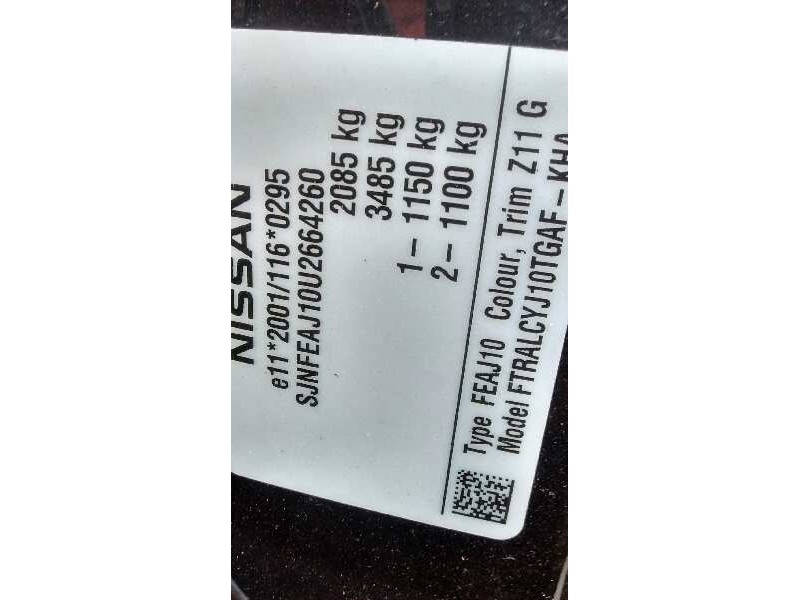 NISSAN
e11*2001/116*0295
SJNFEAJ10U2664260
2085 kg
3485 kg
1– 1150 kg
2– 1100 kg
Type FEAJ10 Colour, Trim Z11 G
Model FTRALCYJ10TGAF – KHA